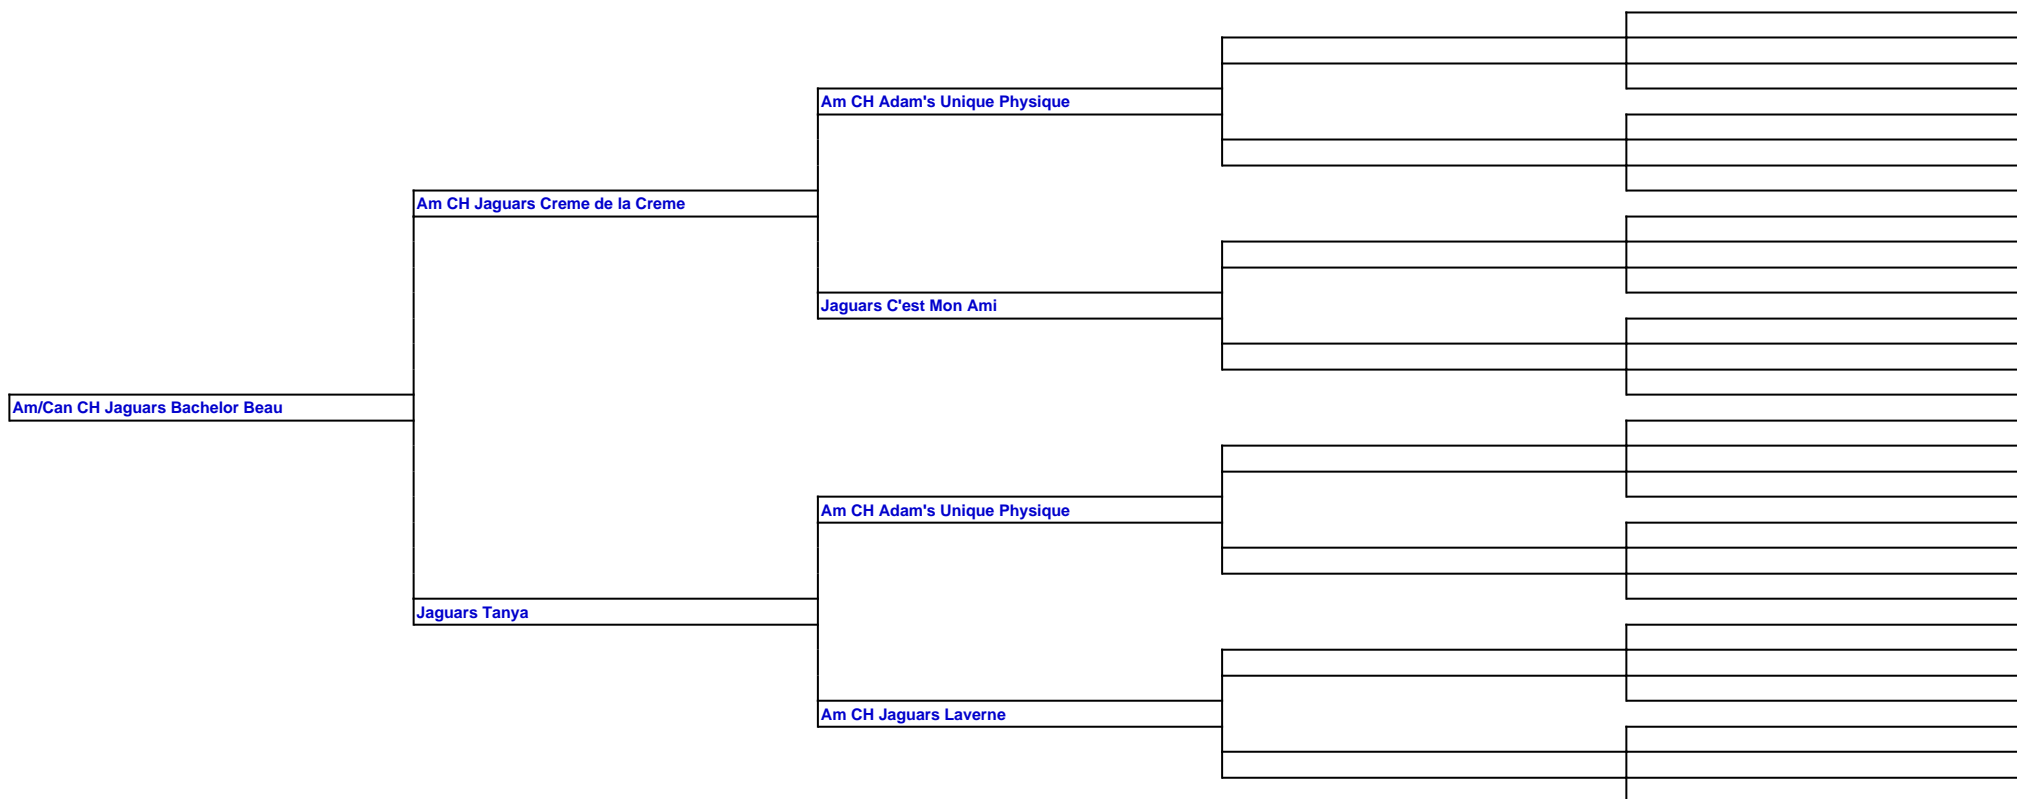 Am CH Adam's Unique Physique
Am CH Jaguars Creme de la Creme
Jaguars C'est Mon Ami
Am/Can CH Jaguars Bachelor Beau
Am CH Adam's Unique Physique
Jaguars Tanya
Am CH Jaguars Laverne